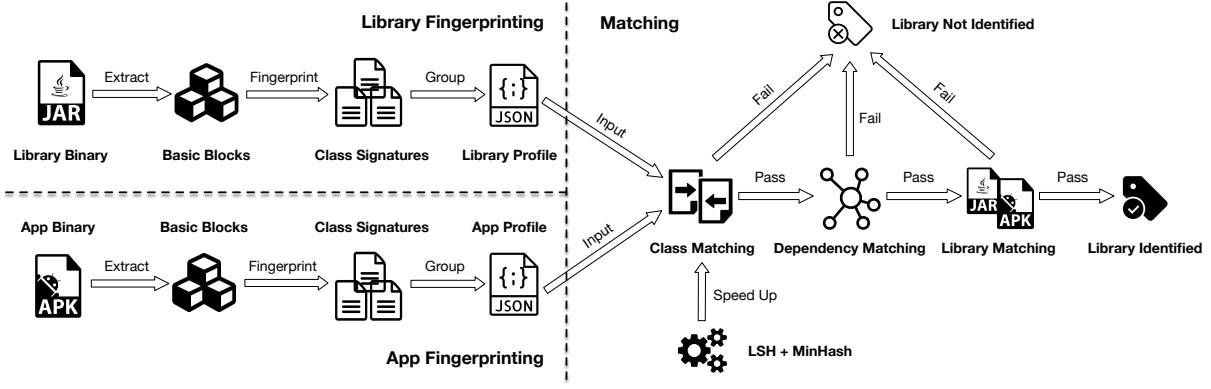 Library Fingerprinting
Extract
Fingerprint
Group
JAR
{;}
JSON
Library Binary
Basic Blocks
Class Signatures
Library Profile
App Binary
Basic Blocks
Class Signatures
App Profile
Extract
Fingerprint
Group
APK
{;}
JSON
App Fingerprinting
Matching
Library Not Identified
Fail
Fail
Fail
Input
Input
Pass
Pass
Pass
JAR
APK
Class Matching
Dependency Matching
Library Matching
Library Identified
Speed Up
LSH + MinHash